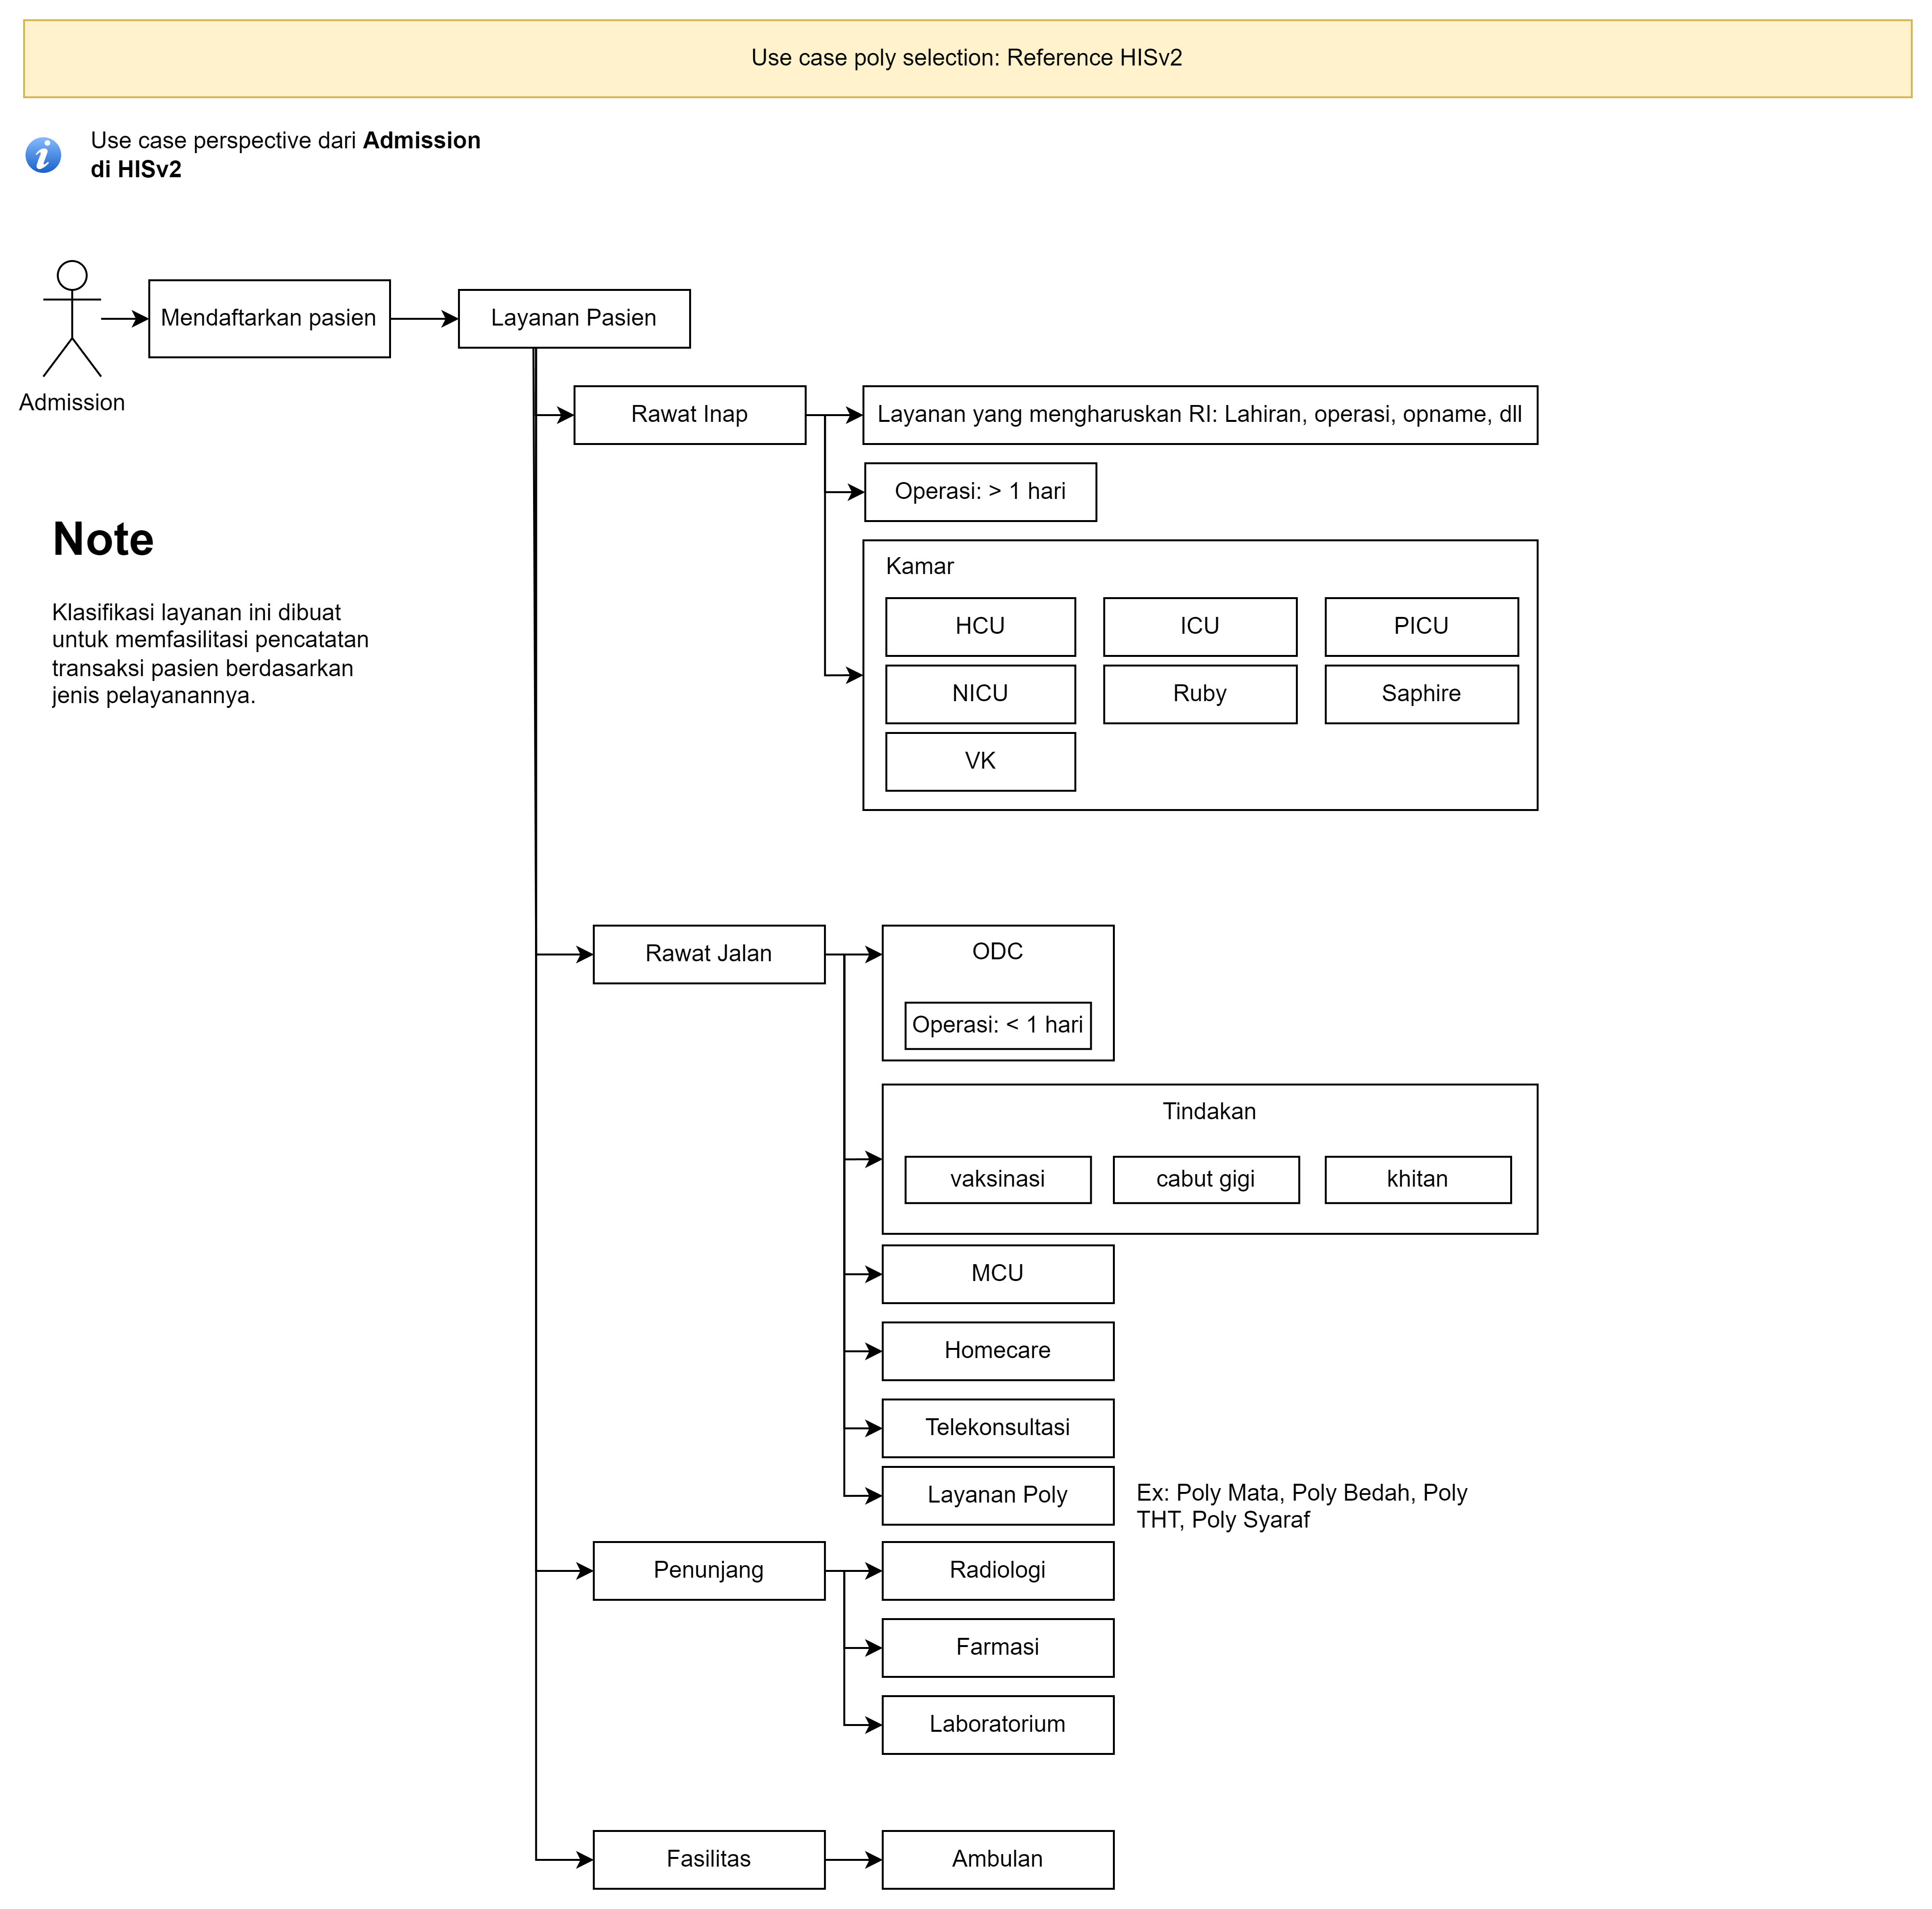 Use case poly selection: Reference HISv2
Use case perspective dari Admission
di HISv2
Mendaftarkan pasien
Layanan Pasien
Admission
Rawat Inap
Layanan yang mengharuskan RI: Lahiran, operasi, opname, dll
Operasi: > 1 hari
Note
Klasifikasi layanan ini dibuat
untuk memfasilitasi pencatatan
transaksi pasien berdasarkan
jenis pelayanannya.
Kamar
HCU
ICU
PICU
NICU
Ruby
Saphire
VK
Rawat Jalan
ODC
Operasi: < 1 hari
Tindakan
vaksinasi
cabut gigi
khitan
MCU
Homecare
Telekonsultasi
Layanan Poly
Ex: Poly Mata, Poly Bedah, Poly
THT, Poly Syaraf
Penunjang
Radiologi
Farmasi
Laboratorium
Fasilitas
Ambulan